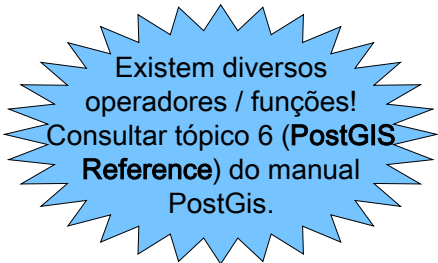 Existem diversos
operadores / funções!
Consultar tópico 6 (PostGIS
Reference) do manual
PostGis.